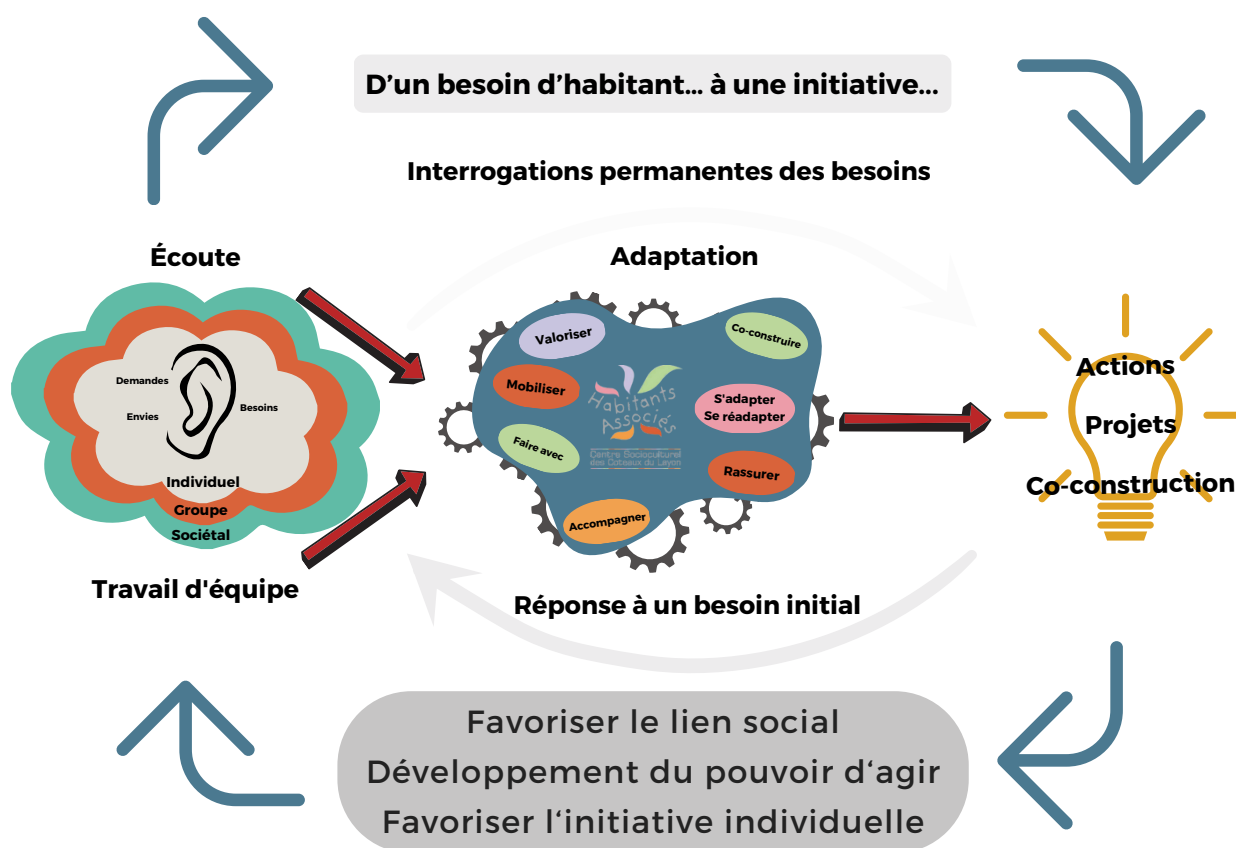 D'un besoin d'habitant... à une initiative...
Interrogations permanentes des besoins
Écoute
Demandes
Envies
Besoins
Individuel
Groupe
Sociétal
Travail d'équipe
Adaptation
Valoriser
Co-construire
Mobiliser
S'adapter
Se réadapter
Faire avec
Rassurer
Accompagner
Habitants
Associés
Centre Socioculturel
des Coteaux du Layon
Actions
Projets
Co-construction
Réponse à un besoin initial
Favoriser le lien social
Développement du pouvoir d‘agir
Favoriser l‘initiative individuelle